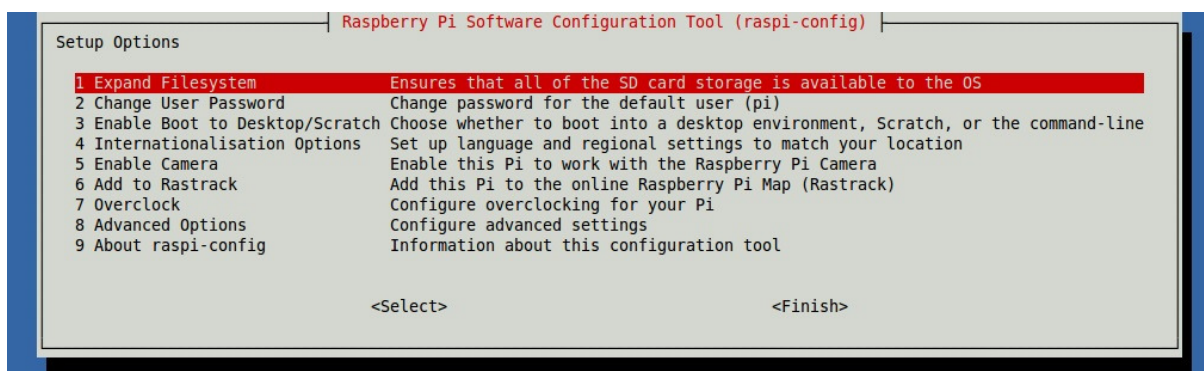 Raspberry Pi Software Configuration Tool (raspi-config)
Setup Options
1 Expand Filesystem Ensures that all of the SD card storage is available to the OS
2 Change User Password Change password for the default user (pi)
3 Enable Boot to Desktop/Scratch Choose whether to boot into a desktop environment, Scratch, or the command-line
4 Internationalisation Options Set up language and regional settings to match your location
5 Enable Camera Enable this Pi to work with the Raspberry Pi Camera
6 Add to Rastrack Add this Pi to the online Raspberry Pi Map (Rastrack)
7 Overclock Configure overclocking for your Pi
8 Advanced Options Configure advanced settings
9 About raspi-config Information about this configuration tool
<Select> <Finish>